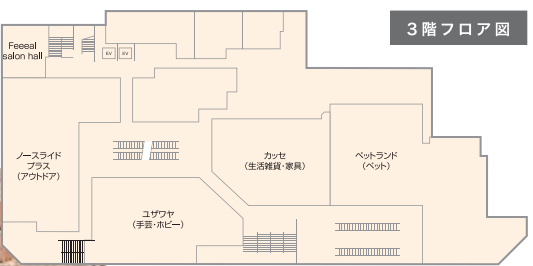 3階フロア図
Feeeal
salon hall
EV EV
ノースライド
プラス
(アウトドア)
カッセ
(生活雑貨・家具)
ペットランド
(ペット)
ユザワヤ
(手芸・ホビー)